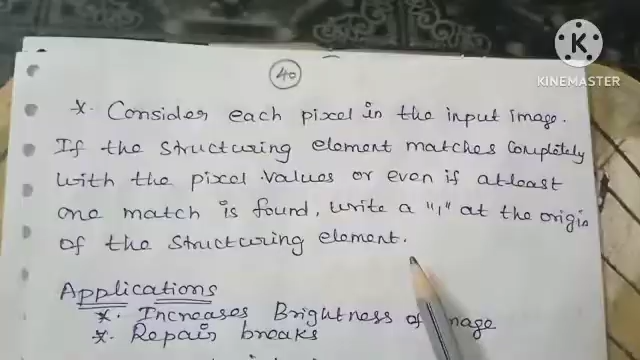 40
KINEMASTER
*. Consider each pixel in the input image.
If the structuring element matches completely
with the pixel values or even if atleast
one match is found, write a "1" at the origin
of the structuring element.
Applications
*. Increases Brightness of image
*. Repair breaks